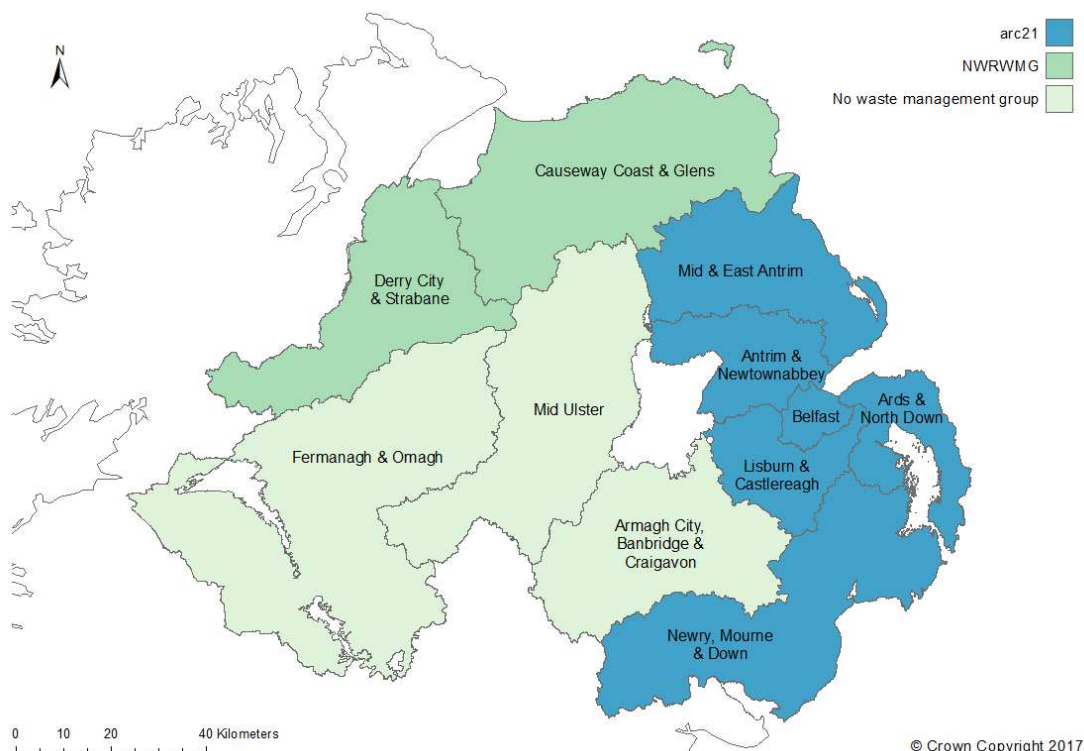 N
arc21
NWRWMG
No waste management group
Causeway Coast & Glens
Derry City
& Strabane
Mid & East Antrim
Antrim &
Newtownabbey
Belfast
Ards &
North Down
Mid Ulster
Fermanagh & Omagh
Lisburn &
Castlereagh
Armagh City,
Banbridge &
Craigavon
Newry, Mourne
& Down
0 10 20 40 Kilometers
© Crown Copyright 2017